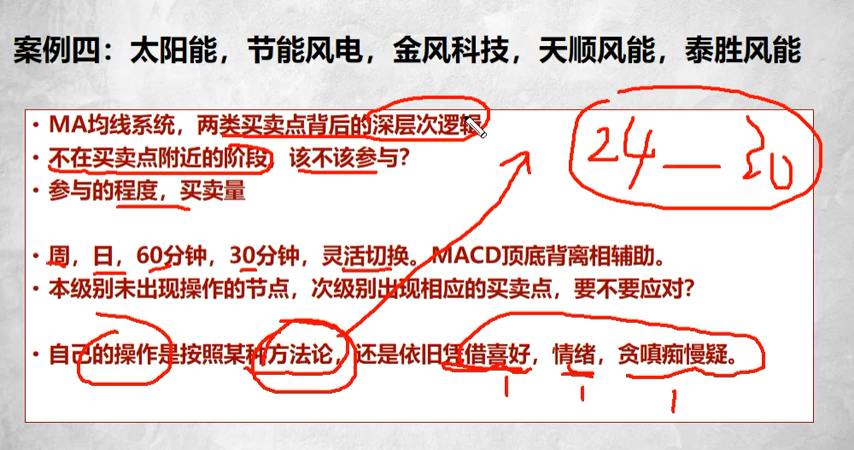 案例四：太阳能，节能风电，金风科技，天顺风能，泰胜风能
• MA均线系统，两类买卖点背后的深层次逻辑
24 — 30
• 不在买卖点附近的阶段，该不该参与？
• 参与的程度，买卖量
• 周，日，60分钟，30分钟，灵活切换。MACD顶底背离相辅助。
• 本级别未出现操作的节点，次级别出现相应的买卖点，要不要应对？
• 自己的操作是按照某种方法论，还是依旧凭借喜好，情绪，贪嗔痴慢疑。